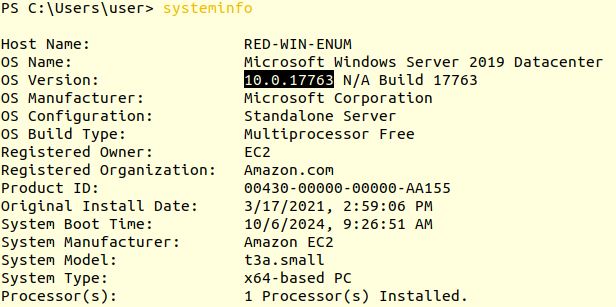 PS C:\Users\user> systeminfo
Host Name: RED-WIN-ENUM
OS Name: Microsoft Windows Server 2019 Datacenter
OS Version: 10.0.17763 N/A Build 17763
OS Manufacturer: Microsoft Corporation
OS Configuration: Standalone Server
OS Build Type: Multiprocessor Free
Registered Owner: EC2
Registered Organization: Amazon.com
Product ID: 00430-00000-00000-AA155
Original Install Date: 3/17/2021, 2:59:06 PM
System Boot Time: 10/6/2024, 9:26:51 AM
System Manufacturer: Amazon EC2
System Model: t3a.small
System Type: x64-based PC
Processor(s): 1 Processor(s) Installed.